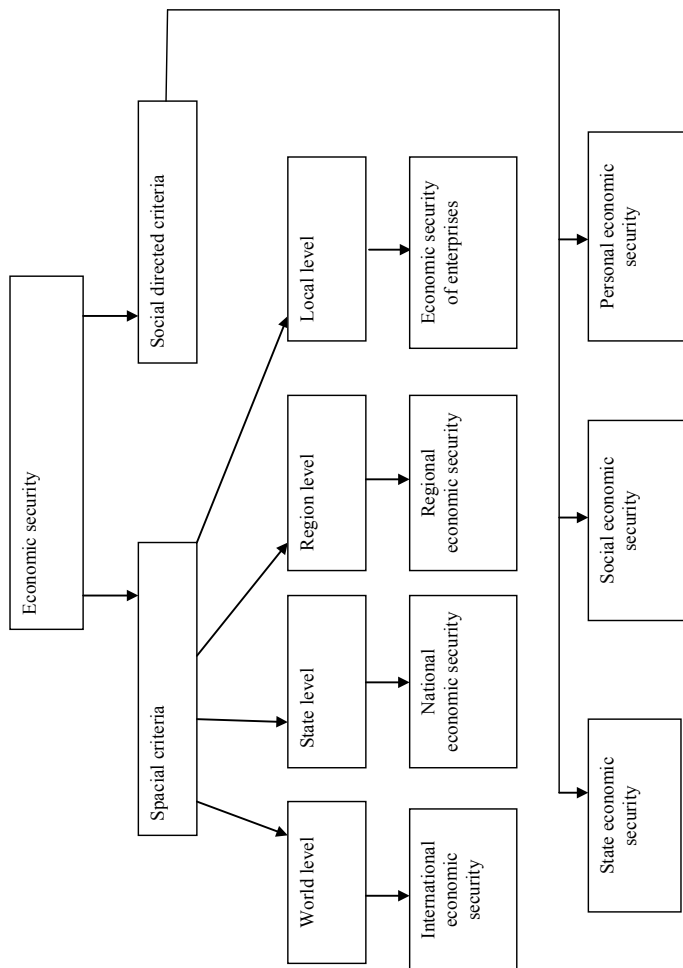 Economic security
Spacial criteria
Social directed criteria
World level
State level
Region level
Local level
International
economic
security
National
economic security
Regional
economic security
Economic security
of enterprises
State economic
security
Social economic
security
Personal economic
security